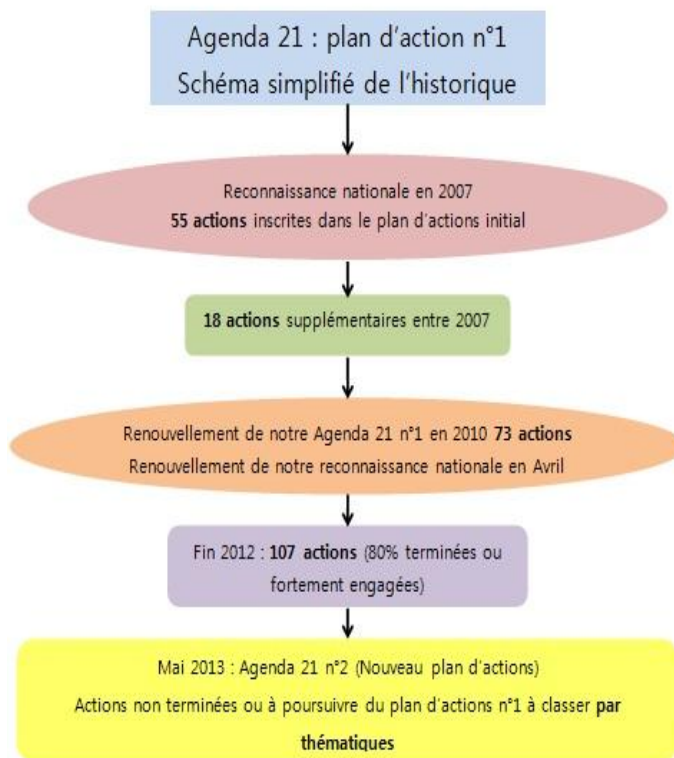 Agenda 21 : plan d'action n°1
Schéma simplifié de l'historique
Reconnaissance nationale en 2007
55 actions inscrites dans le plan d'actions initial
18 actions supplémentaires entre 2007
Renouvellement de notre Agenda 21 n°1 en 2010 73 actions
Renouvellement de notre reconnaissance nationale en Avril
Fin 2012 : 107 actions (80% terminées ou
fortement engagées)
Mai 2013 : Agenda 21 n°2 (Nouveau plan d'actions)
Actions non terminées ou à poursuivre du plan d'actions n°1 à classer par
thématiques